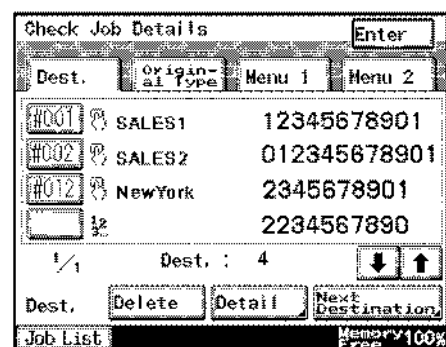 Check Job Details Enter
Dest. Origin-al Type Menu 1 Menu 2
#001 SALES1 12345678901
#002 SALES2 012345678901
#012 NewYork 2345678901
2234567890
1/1 Dest. : 4 ↓ ↑
Dest. Delete Detail Next Destination
Job List Memory Free 100%